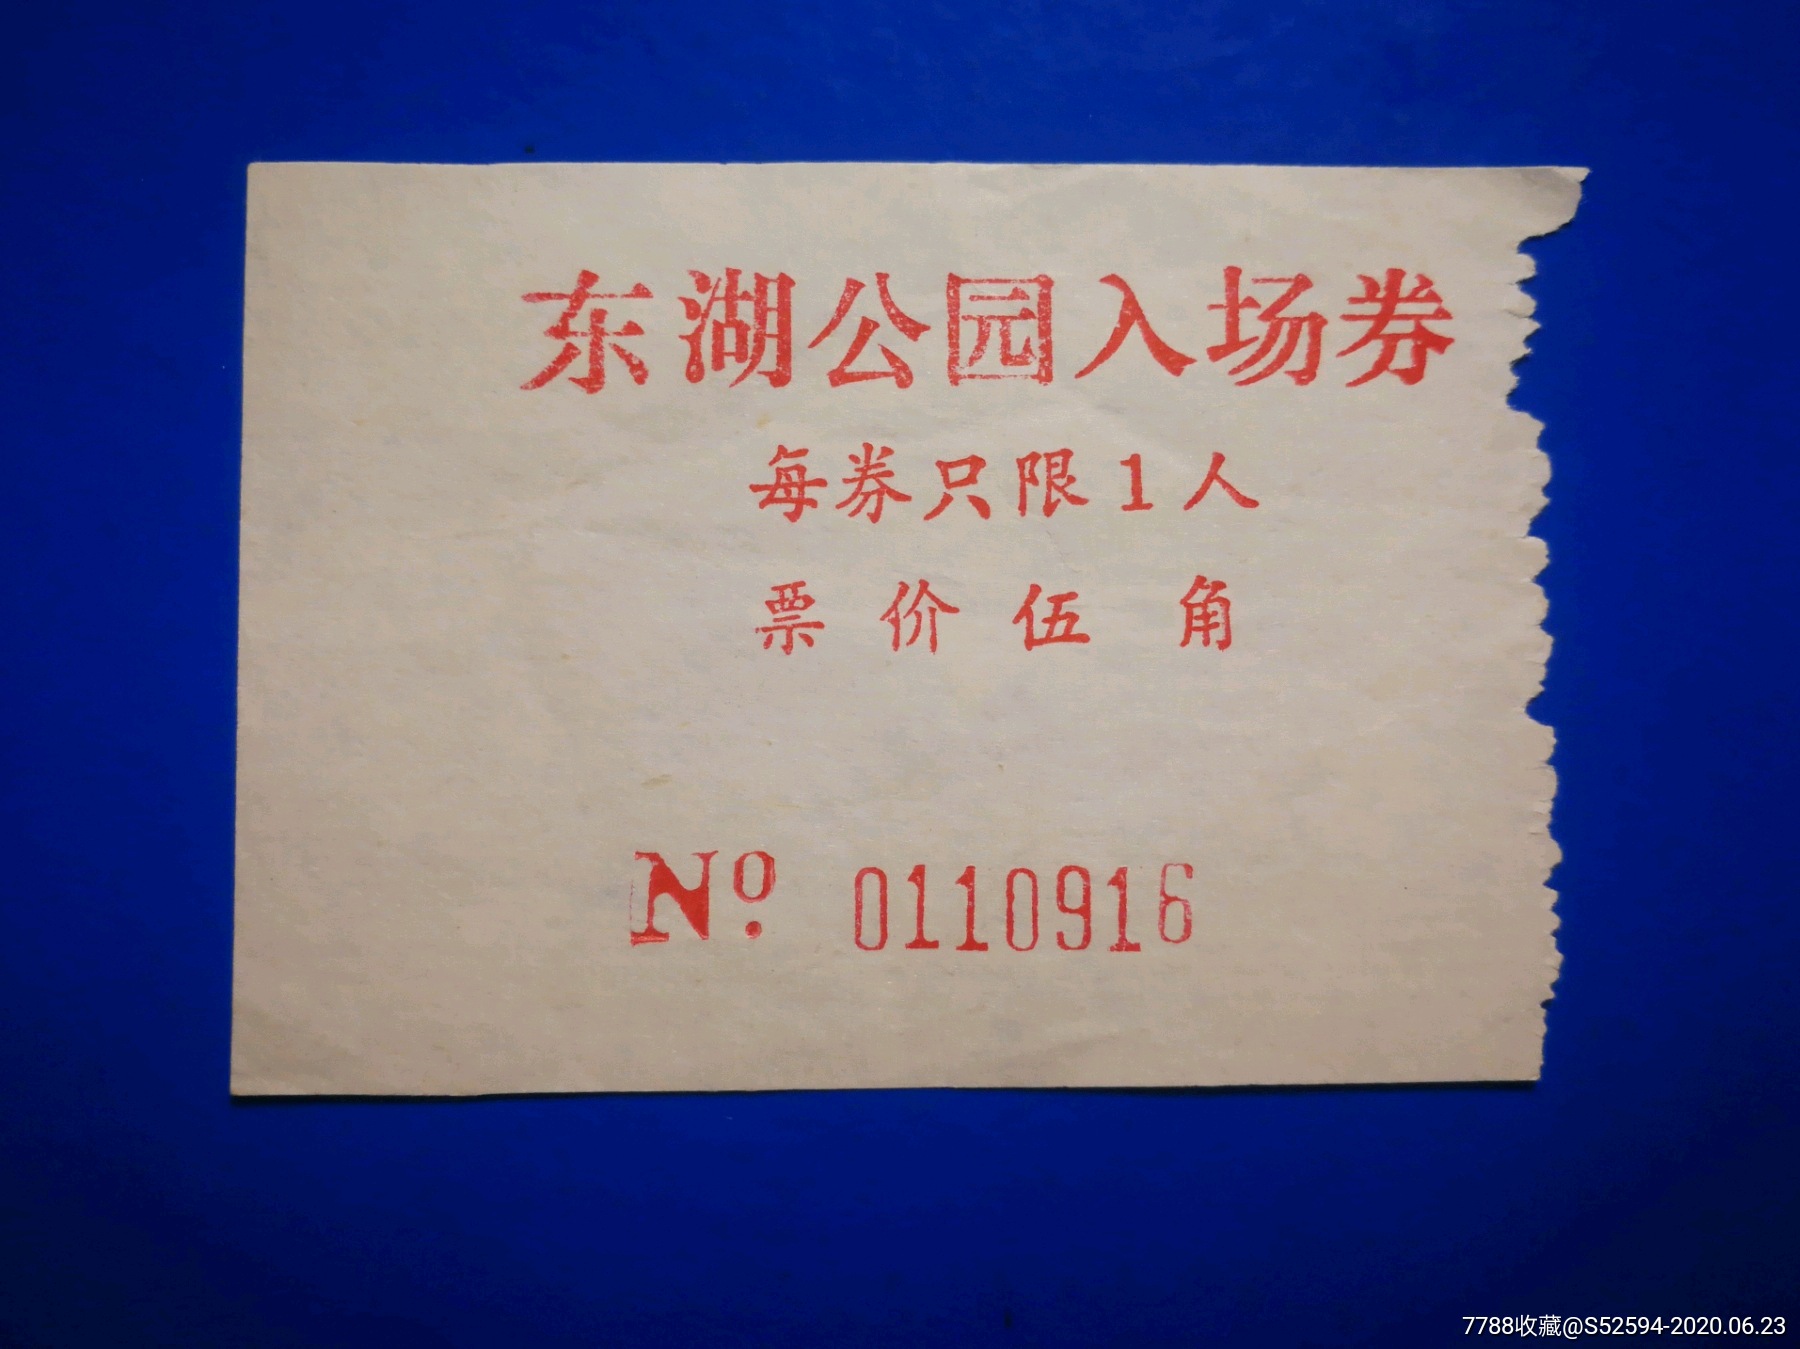 东湖公园入场券
每券只限1人
票价伍角
Nº 0110916
7788收藏@S52594-2020.06.23